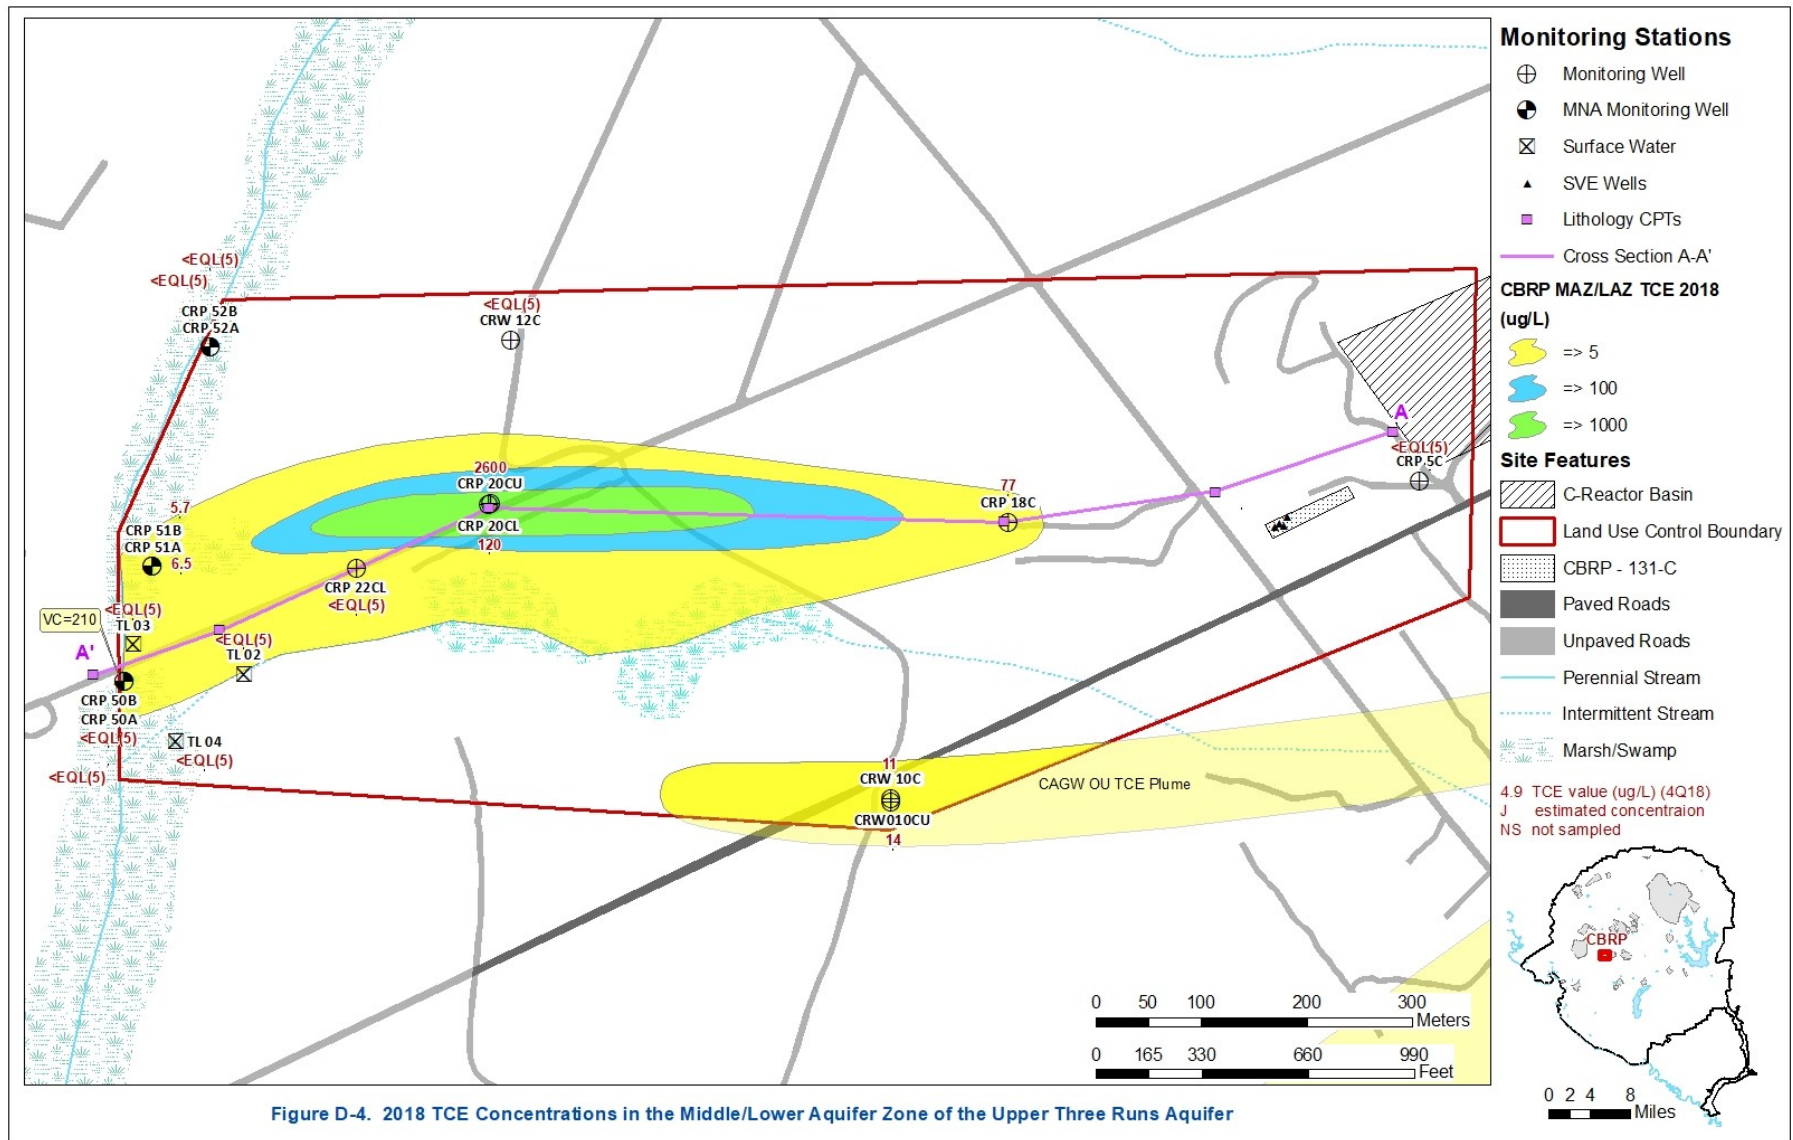 <EQL(5)
<EQL(5)
CRP 52B
CRP 52A
<EQL(5)
CRW 12C
A
<EQL(5)
CRP 5C
2600
CRP 20CU
CRP 20CL
120
77
CRP 18C
5.7
CRP 51B
CRP 51A
6.5
CRP 22CL
<EQL(5)
<EQL(5)
TL 03
VC=210
<EQL(5)
TL 02
A'
CRP 50B
CRP 50A
<EQL(5)
TL 04
<EQL(5)
<EQL(5)
11
CRW 10C
CRW010CU
14
CAGW OU TCE Plume
0 50 100 200 300
Meters
0 165 330 660 990
Feet
Figure D-4. 2018 TCE Concentrations in the Middle/Lower Aquifer Zone of the Upper Three Runs Aquifer
Monitoring Stations
Monitoring Well
MNA Monitoring Well
Surface Water
SVE Wells
Lithology CPTs
Cross Section A-A'
CBRP MAZ/LAZ TCE 2018
(ug/L)
=> 5
=> 100
=> 1000
Site Features
C-Reactor Basin
Land Use Control Boundary
CBRP - 131-C
Paved Roads
Unpaved Roads
Perennial Stream
Intermittent Stream
Marsh/Swamp
4.9 TCE value (ug/L) (4Q18)
J estimated concentraion
NS not sampled
CBRP
0 2 4 8
Miles